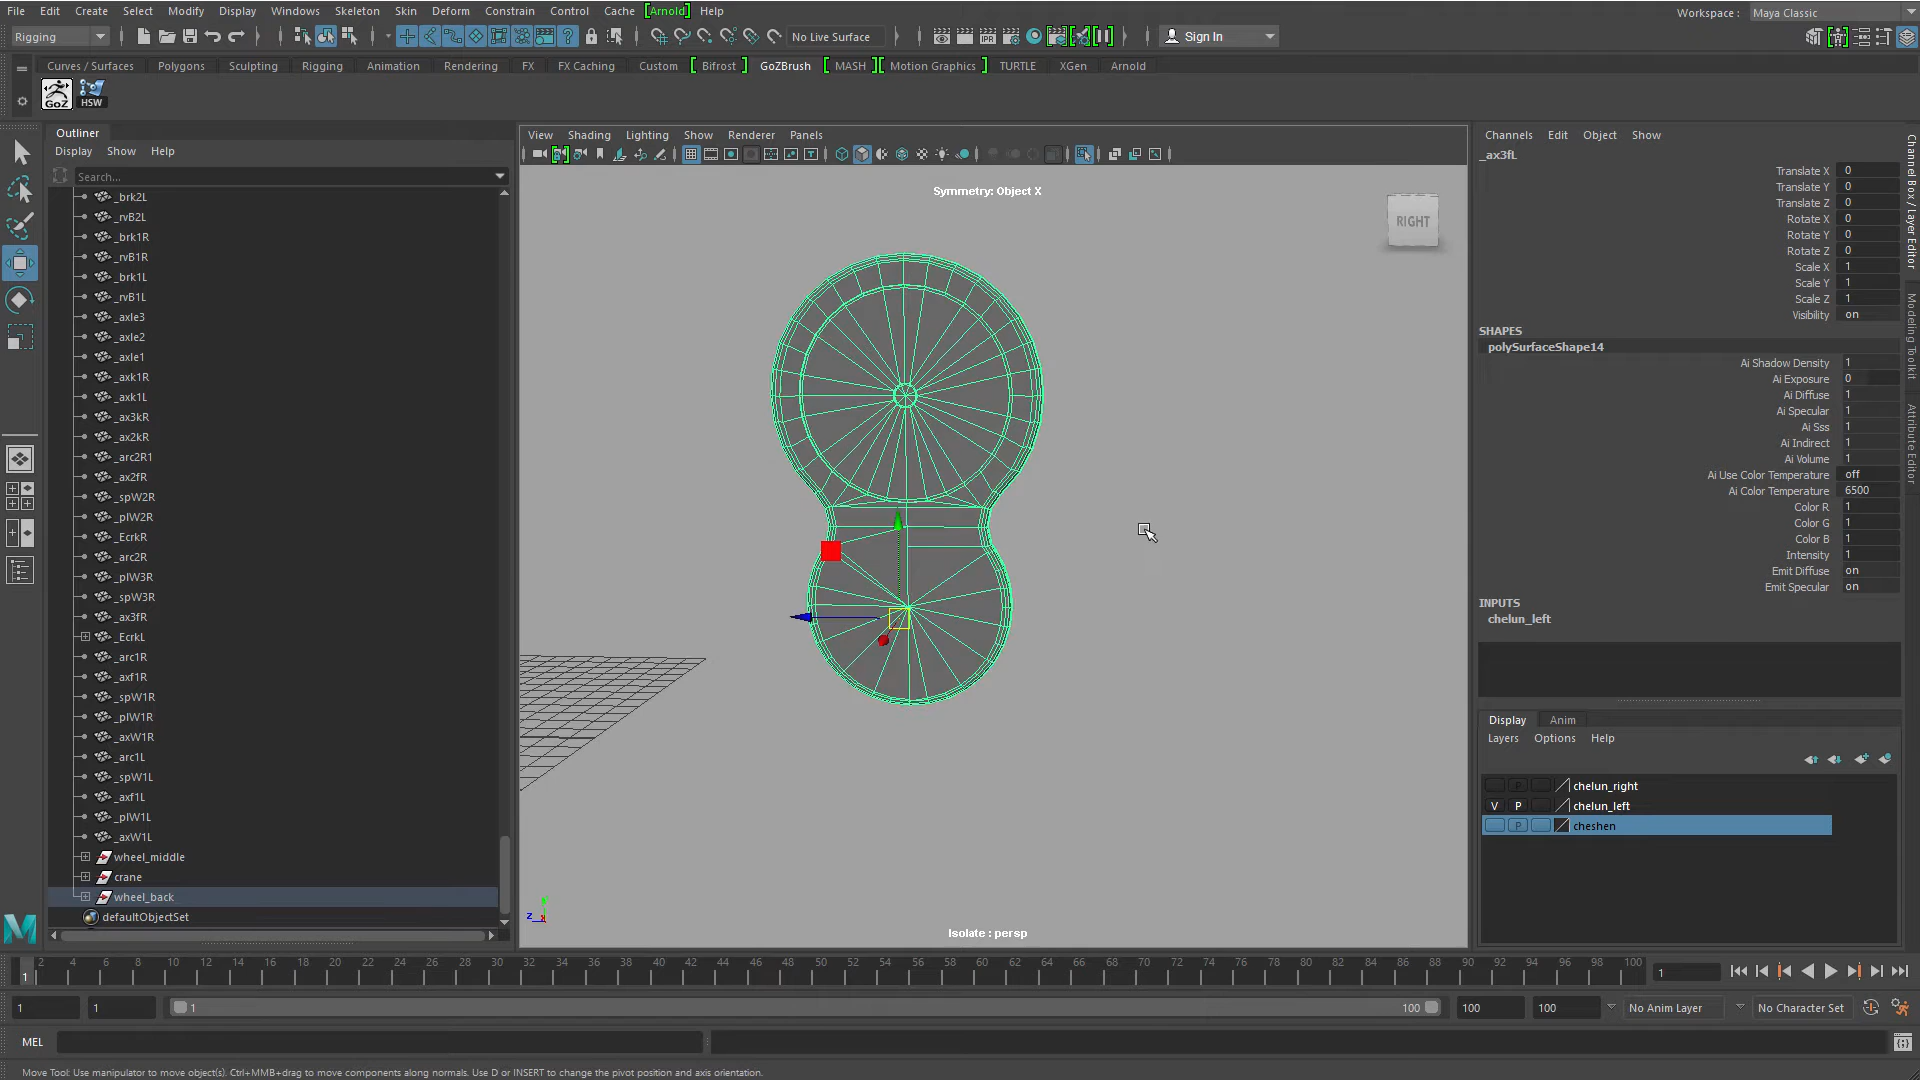 File Edit Create Select Modify Display Windows Skeleton Skin Deform Constrain Control Cache Arnold Help
Workspace : Maya Classic
Rigging No Live Surface Sign In
Curves / Surfaces Polygons Sculpting Rigging Animation Rendering FX FX Caching Custom Bifrost GoZBrush MASH Motion Graphics TURTLE XGen Arnold
GoZ HSW
Outliner
Display Show Help
Search...
_brk2L
_rvB2L
_brk1R
_rvB1R
_brk1L
_rvB1L
_axle3
_axle2
_axle1
_axk1R
_axk1L
_ax3kR
_ax2kR
_arc2R1
_ax2fR
_spW2R
_plW2R
_EcrkR
_arc2R
_plW3R
_spW3R
_ax3fR
_EcrkL
_arc1R
_axf1R
_spW1R
_plW1R
_axW1R
_arc1L
_spW1L
_axf1L
_plW1L
_axW1L
wheel_middle
crane
wheel_back
defaultObjectSet
View Shading Lighting Show Renderer Panels
Symmetry: Object X
RIGHT
y
z x
Isolate : persp
Channels Edit Object Show
_ax3fL
Translate X 0
Translate Y 0
Translate Z 0
Rotate X 0
Rotate Y 0
Rotate Z 0
Scale X 1
Scale Y 1
Scale Z 1
Visibility on
SHAPES
polySurfaceShape14
Ai Shadow Density 1
Ai Exposure 0
Ai Diffuse 1
Ai Specular 1
Ai Sss 1
Ai Indirect 1
Ai Volume 1
Ai Use Color Temperature off
Ai Color Temperature 6500
Color R 1
Color G 1
Color B 1
Intensity 1
Emit Diffuse on
Emit Specular on
INPUTS
chelun_left
Display Anim
Layers Options Help
P chelun_right
V P chelun_left
P cheshen
Channel Box / Layer Editor
Modeling Toolkit
Attribute Editor
1 2 4 6 8 10 12 14 16 18 20 22 24 26 28 30 32 34 36 38 40 42 44 46 48 50 52 54 56 58 60 62 64 66 68 70 72 74 76 78 80 82 84 86 88 90 92 94 96 98 100 1
1 1 1 100 100 100 No Anim Layer No Character Set
MEL
Move Tool: Use manipulator to move object(s). Ctrl+MMB+drag to move components along normals. Use D or INSERT to change the pivot position and axis orientation.